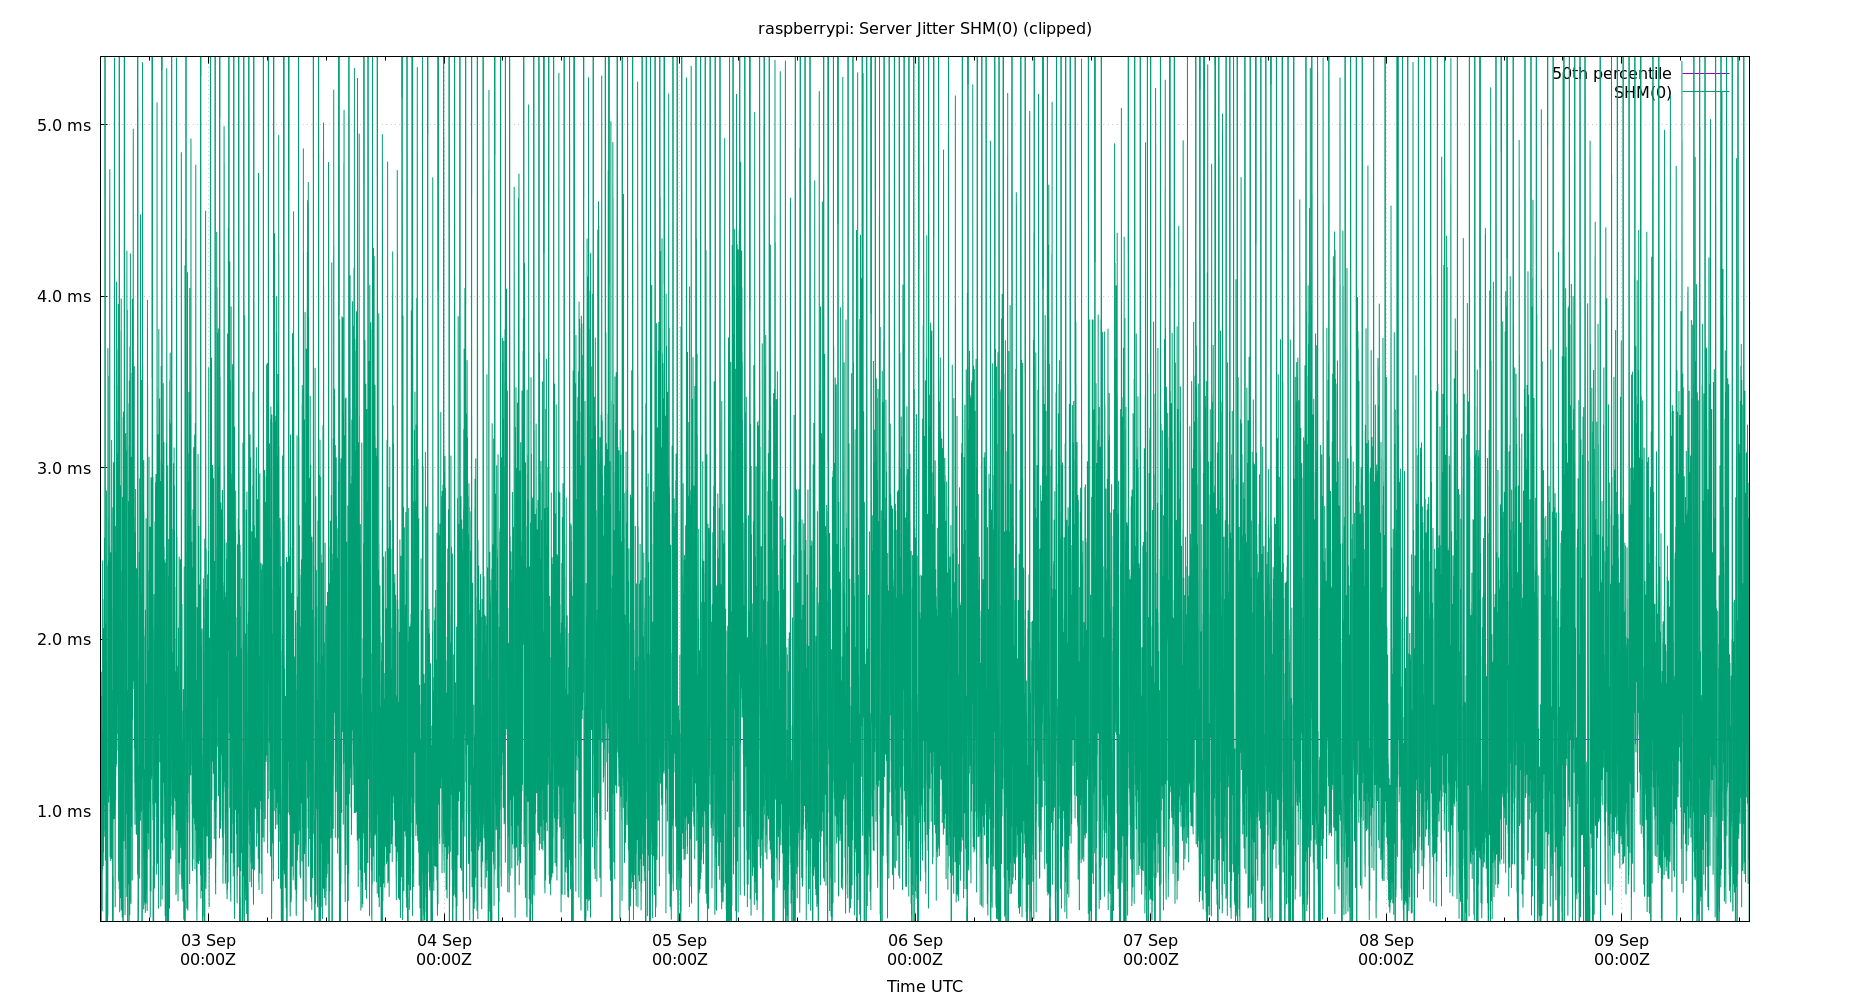 raspberrypi: Server Jitter SHM(0) (clipped)
50th percentile
SHM(0)
5.0 ms
4.0 ms
3.0 ms
2.0 ms
1.0 ms
03 Sep 04 Sep 05 Sep 06 Sep 07 Sep 08 Sep 09 Sep
00:00Z 00:00Z 00:00Z 00:00Z 00:00Z 00:00Z 00:00Z
Time UTC